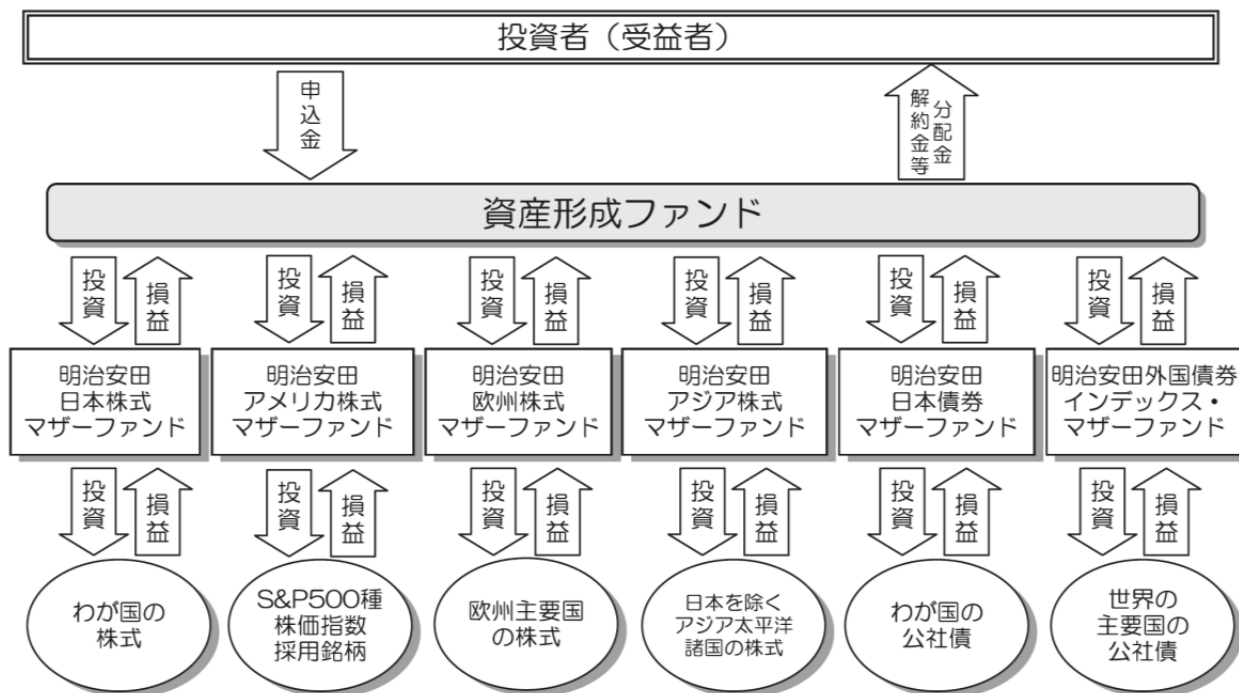 投資者（受益者）
申込金
分配金
解約金等
資産形成ファンド
投資
損益
投資
損益
投資
損益
投資
損益
投資
損益
投資
損益
明治安田
日本株式
マザーファンド
明治安田
アメリカ株式
マザーファンド
明治安田
欧州株式
マザーファンド
明治安田
アジア株式
マザーファンド
明治安田
日本債券
マザーファンド
明治安田外国債券
インデックス・
マザーファンド
投資
損益
投資
損益
投資
損益
投資
損益
投資
損益
投資
損益
わが国の
株式
S&P500種
株価指数
採用銘柄
欧州主要国
の株式
日本を除く
アジア太平洋
諸国の株式
わが国の
公社債
世界の
主要国の
公社債